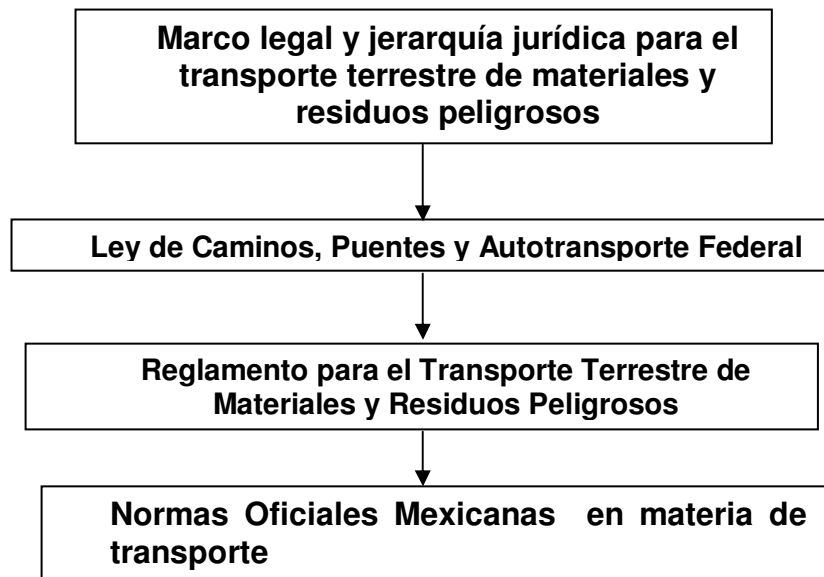 Marco legal y jerarquía jurídica para el
transporte terrestre de materiales y
residuos peligrosos
Ley de Caminos, Puentes y Autotransporte Federal
Reglamento para el Transporte Terrestre de
Materiales y Residuos Peligrosos
Normas Oficiales Mexicanas en materia de
transporte